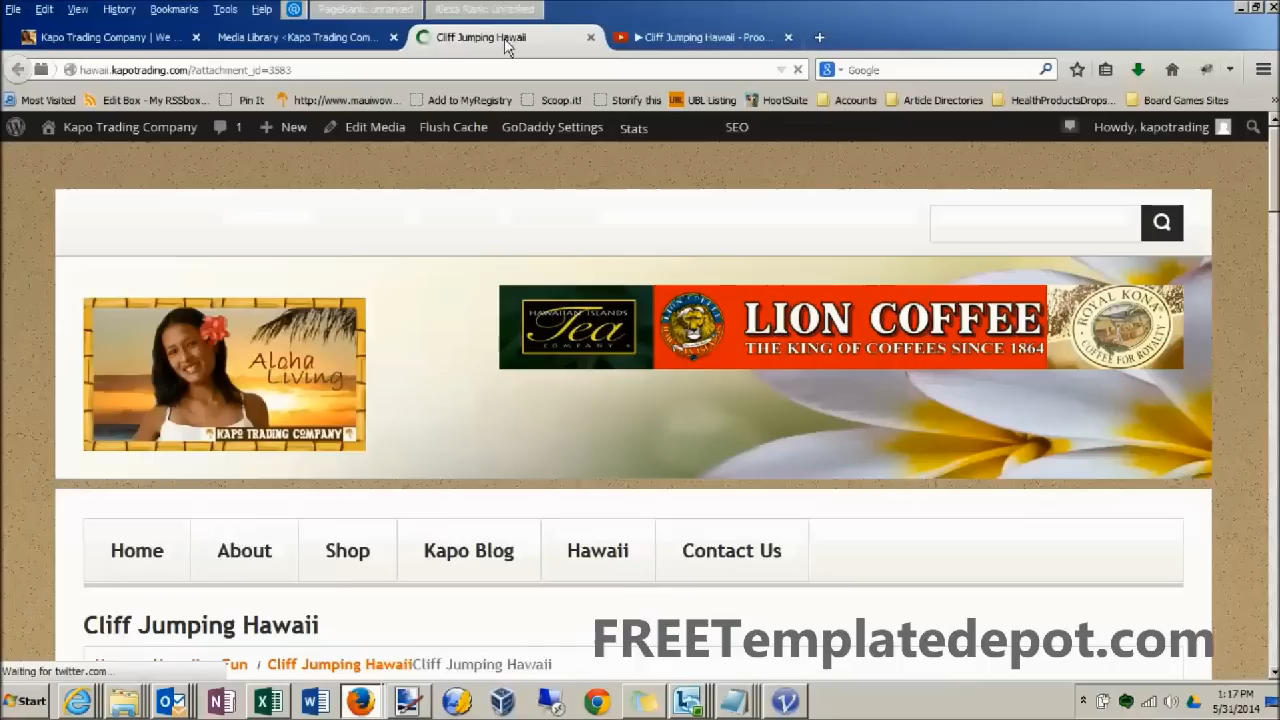 File Edit View History Bookmarks Tools Help PageRank: unranked Alexa Rank: Unranked
Kapo Trading Company | We ... × Media Library ‹ Kapo Trading Com... × Cliff Jumping Hawaii × ▶ Cliff Jumping Hawaii - Proo... × +
hawaii.kapotrading.com/?attachment_id=3583 Google
Most Visited Edit Box - My RSSbox... Pin It http://www.mauiwow... Add to MyRegistry Scoop.it! Storify this UBL Listing HootSuite Accounts Article Directories HealthProductsDrops... Board Games Sites
Kapo Trading Company 1 + New Edit Media Flush Cache GoDaddy Settings Stats SEO Howdy, kapotrading
HAWAIIAN ISLANDS
Tea
COMPANY
LION COFFEE
THE KING OF COFFEES SINCE 1864
ROYAL KONA
COFFEE FOR ROYALTY
Aloha
Living
KAPO TRADING COMPANY
Home About Shop Kapo Blog Hawaii Contact Us
Cliff Jumping Hawaii
Fun / Cliff Jumping HawaiiCliff Jumping Hawaii
FREETemplatedepot.com
Waiting for twitter.com...
Start 1:17 PM
5/31/2014